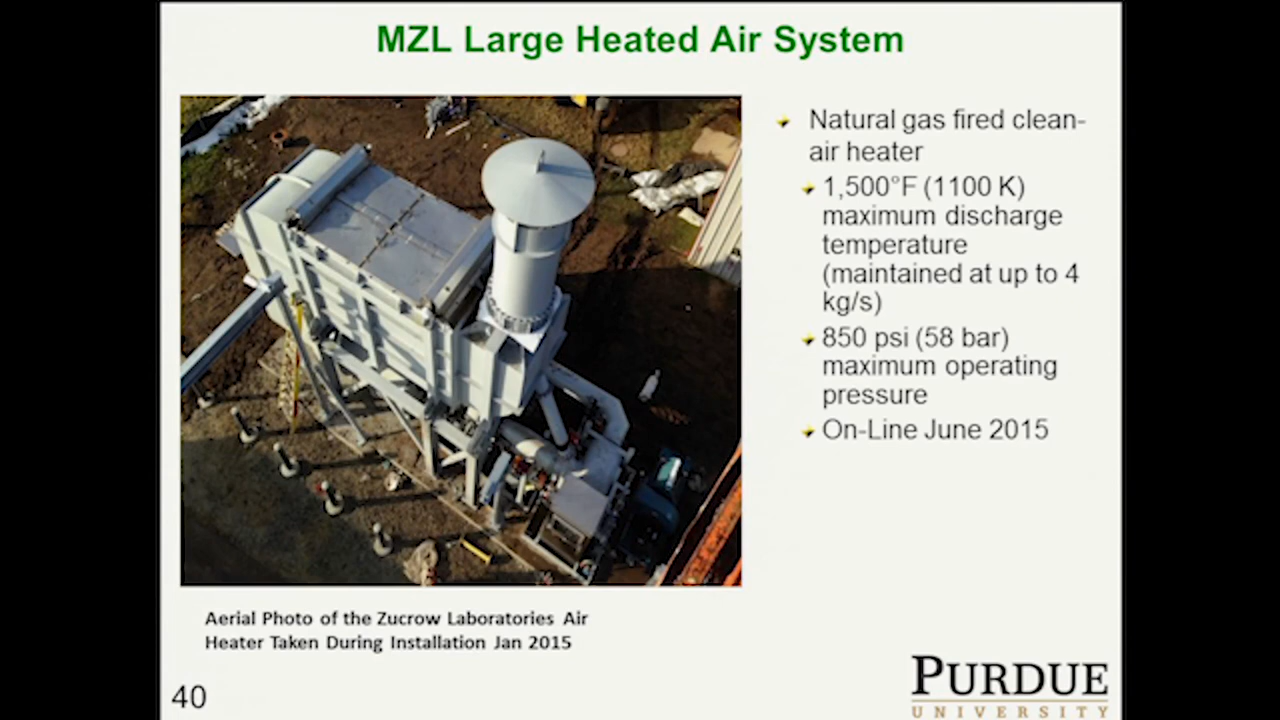 MZL Large Heated Air System
Natural gas fired clean-
air heater
1,500°F (1100 K)
maximum discharge
temperature
(maintained at up to 4
kg/s)
850 psi (58 bar)
maximum operating
pressure
On-Line June 2015
Aerial Photo of the Zucrow Laboratories Air
Heater Taken During Installation Jan 2015
40
PURDUE
UNIVERSITY